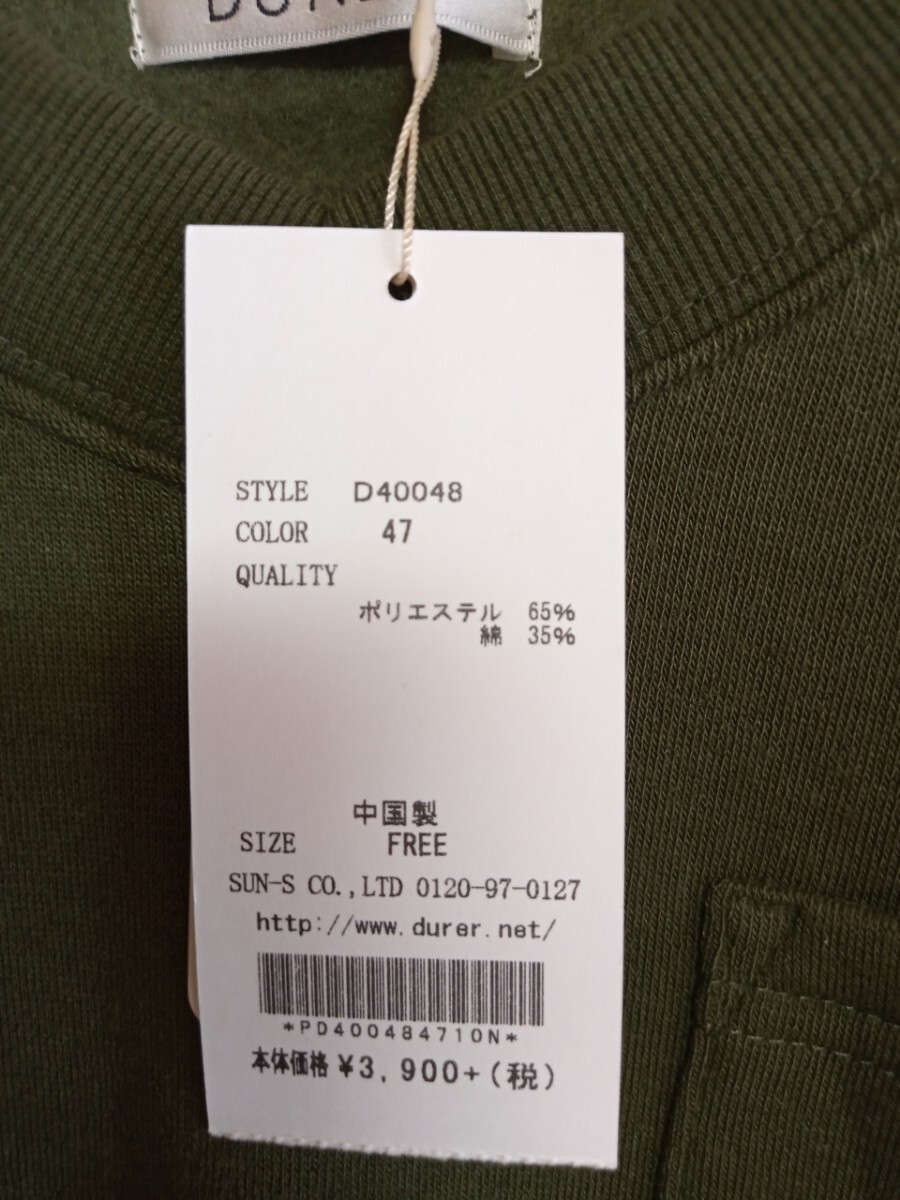 STYLE D40048
COLOR 47
QUALITY
ポリエステル 65%
綿 35%
中国製
SIZE FREE
SUN-S CO.,LTD 0120-97-0127
http://www.durer.net/
*PD400484710N*
本体価格 ¥3,900+(税)